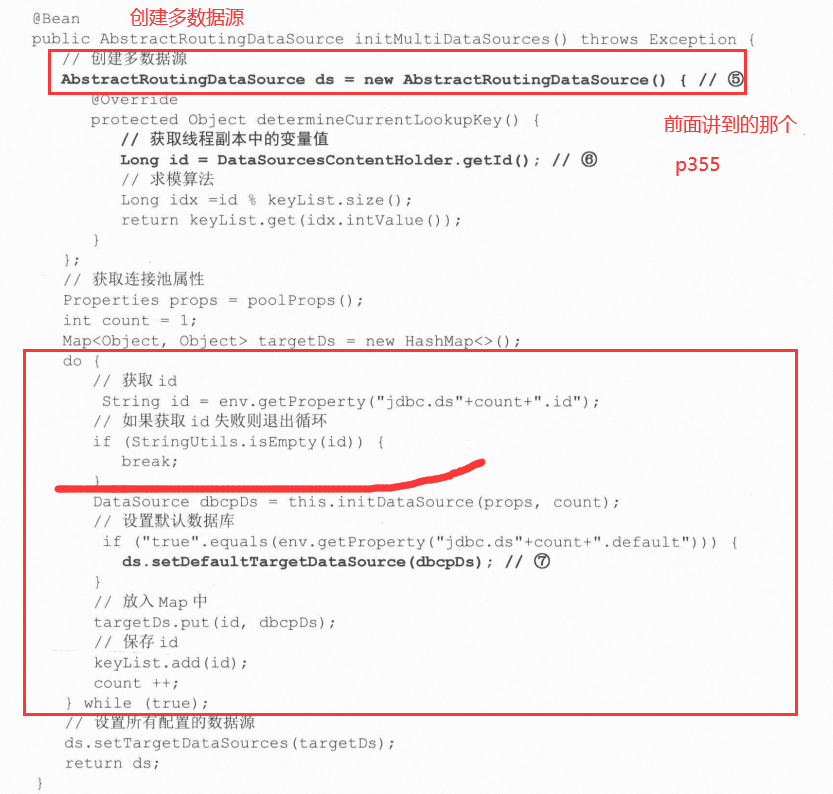 @Bean 创建多数据源
public AbstractRoutingDataSource initMultiDataSources() throws Exception {
// 创建多数据源
AbstractRoutingDataSource ds = new AbstractRoutingDataSource() { // ⑤
@Override
protected Object determineCurrentLookupKey() {
前面讲到的那个
// 获取线程副本中的变量值
Long id = DataSourcesContentHolder.getId(); // ⑥
p355
// 求模算法
Long idx =id % keyList.size();
return keyList.get(idx.intValue());
}
};
// 获取连接池属性
Properties props = poolProps();
int count = 1;
Map<Object, Object> targetDs = new HashMap<>();
do {
// 获取 id
String id = env.getProperty("jdbc.ds"+count+".id");
// 如果获取 id 失败则退出循环
if (StringUtils.isEmpty(id)) {
break;
}
DataSource dbcpDs = this.initDataSource(props, count);
// 设置默认数据库
if ("true".equals(env.getProperty("jdbc.ds"+count+".default"))) {
ds.setDefaultTargetDataSource(dbcpDs); // ⑦
}
// 放入 Map 中
targetDs.put(id, dbcpDs);
// 保存 id
keyList.add(id);
count ++;
} while (true);
// 设置所有配置的数据源
ds.setTargetDataSources(targetDs);
return ds;
}